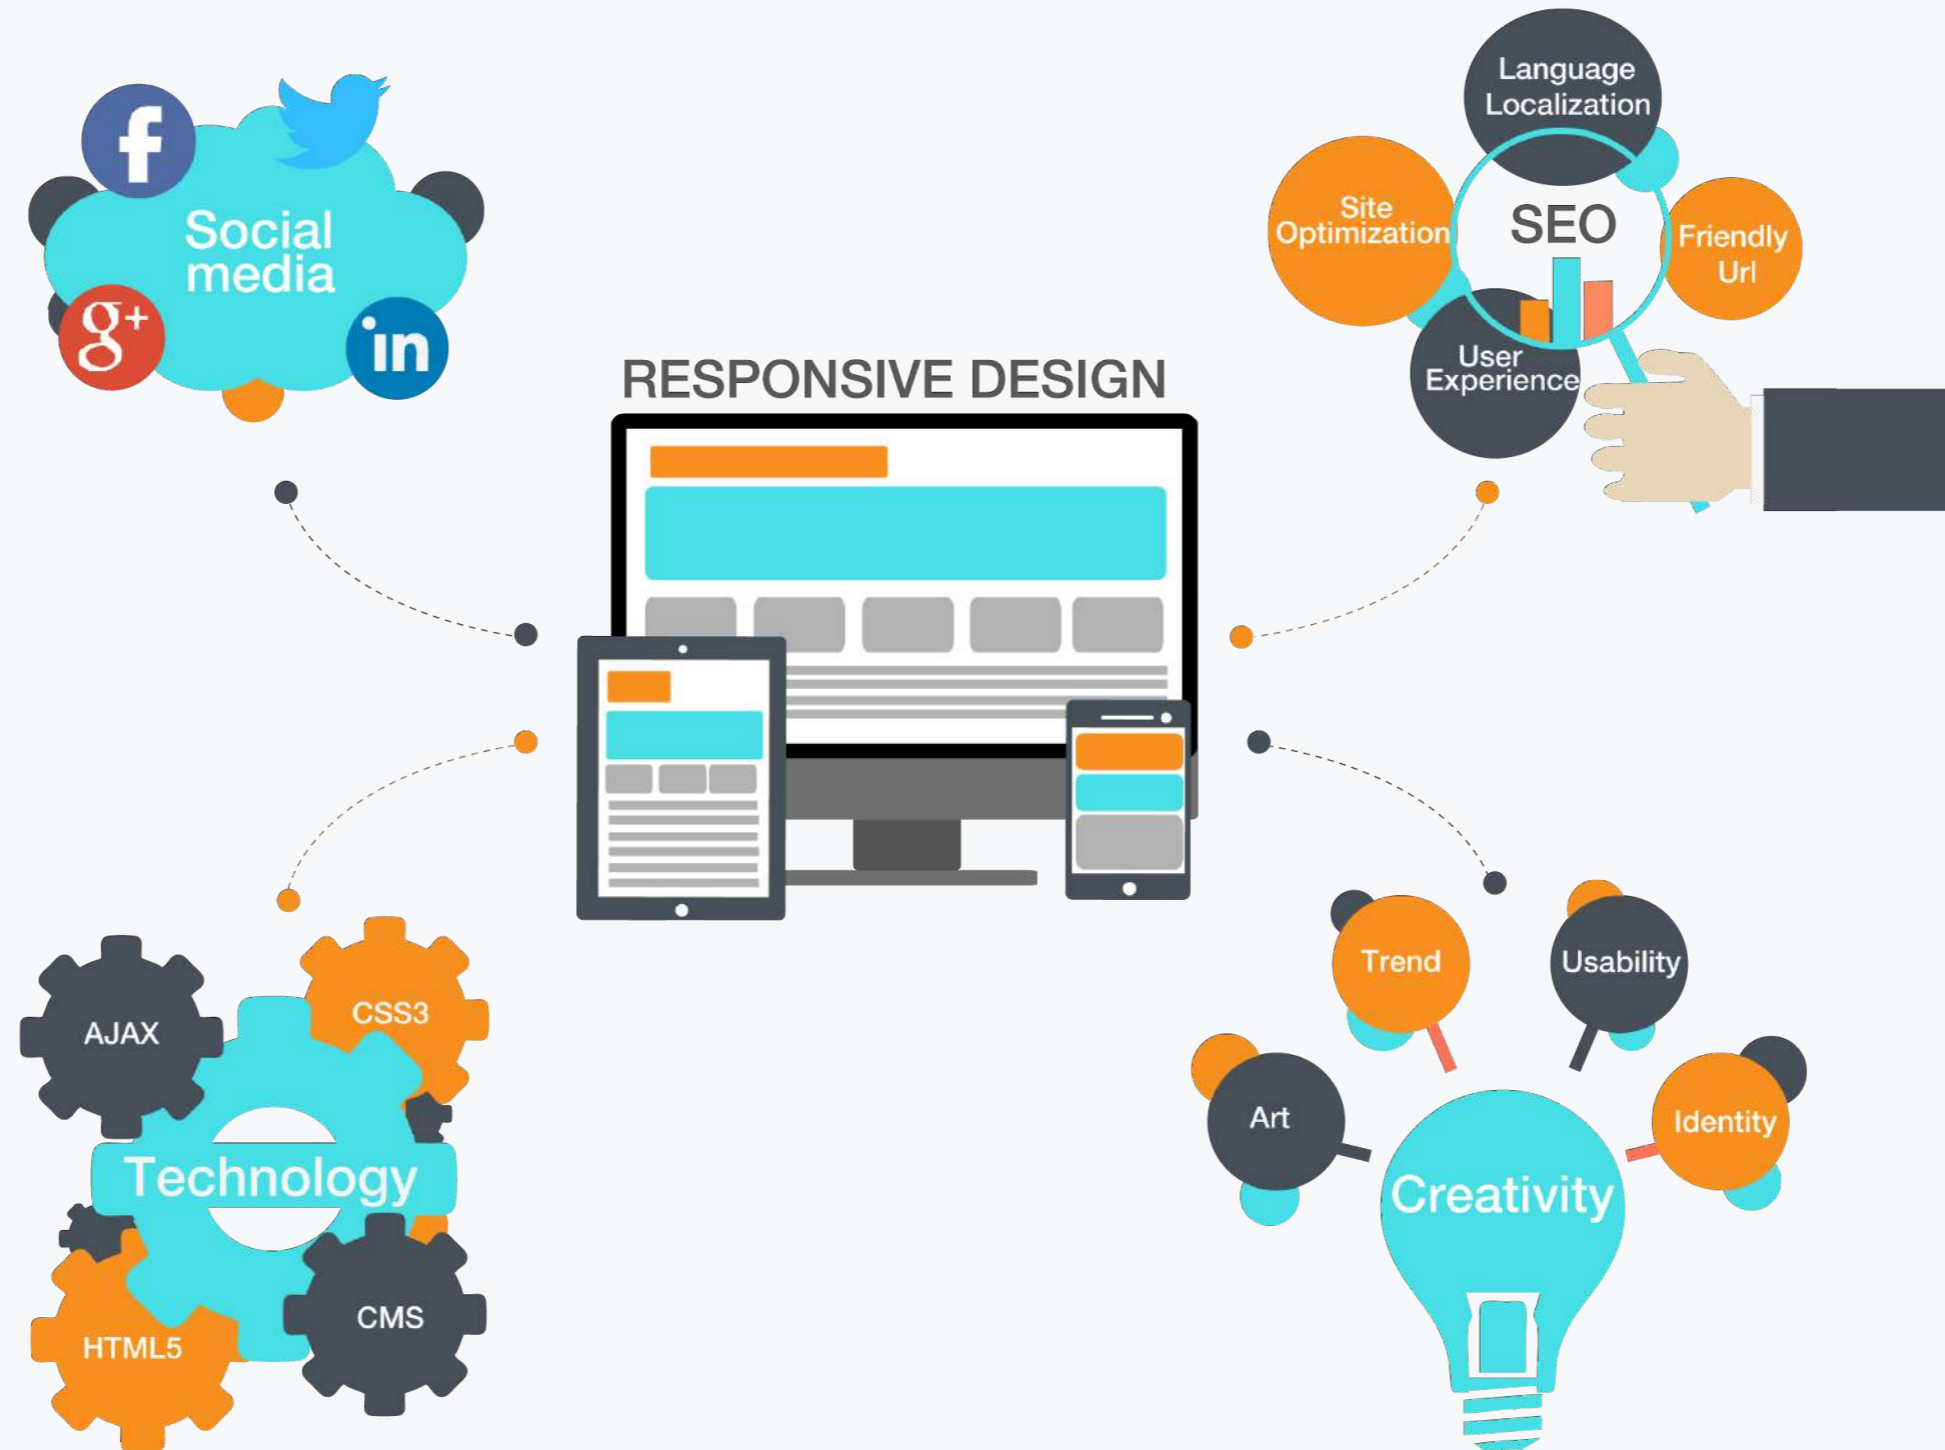 Social
media
f
g+
in
RESPONSIVE DESIGN
Language
Localization
Site
Optimization
SEO
Friendly
Url
User
Experience
AJAX
CSS3
Technology
HTML5
CMS
Trend
Usability
Art
Identity
Creativity